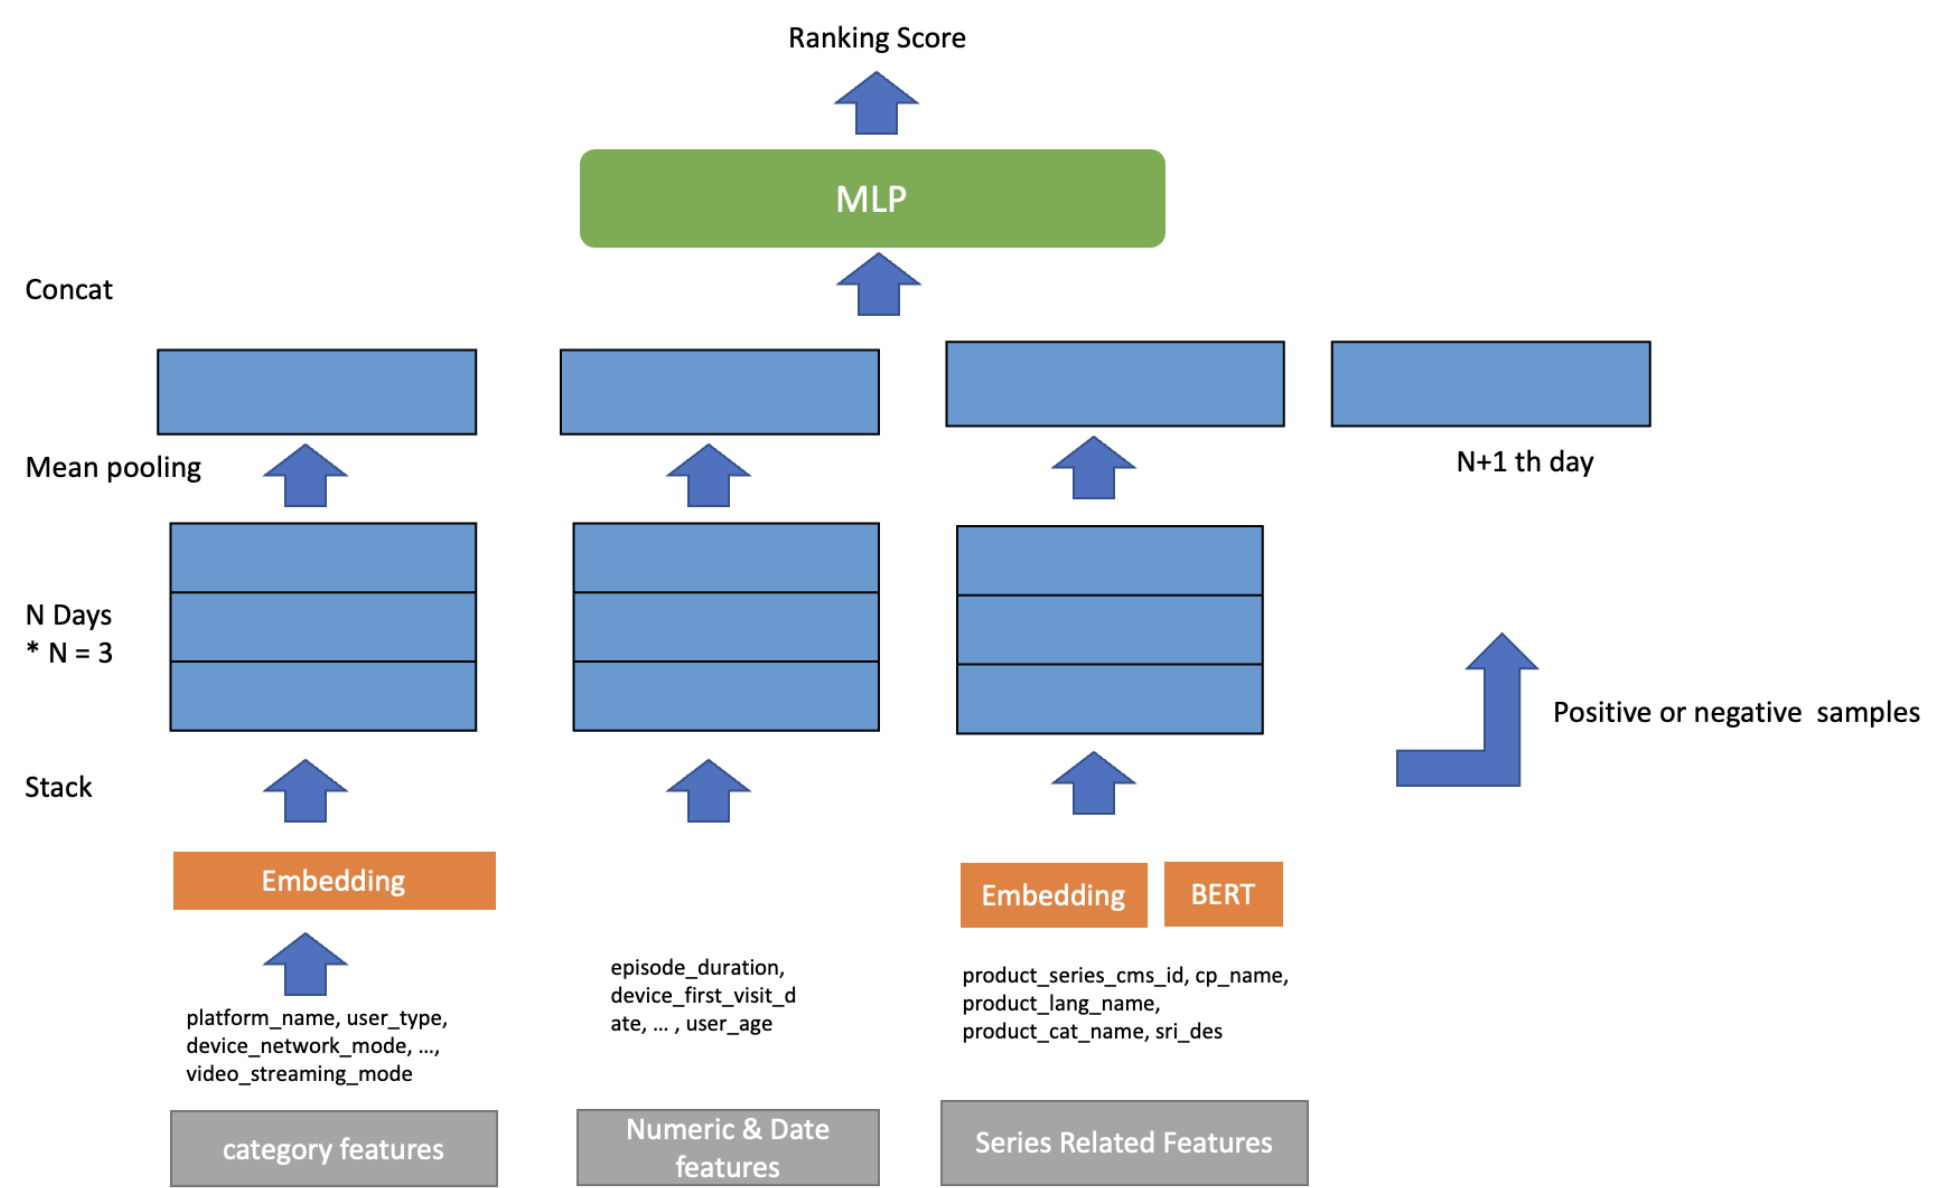 Ranking Score
MLP
Concat
Mean pooling
N+1 th day
N Days
* N = 3
Positive or negative samples
Stack
Embedding
Embedding
BERT
platform_name, user_type,
device_network_mode, ...,
video_streaming_mode
episode_duration,
device_first_visit_d
ate, ... , user_age
product_series_cms_id, cp_name,
product_lang_name,
product_cat_name, sri_des
category features
Numeric & Date
features
Series Related Features